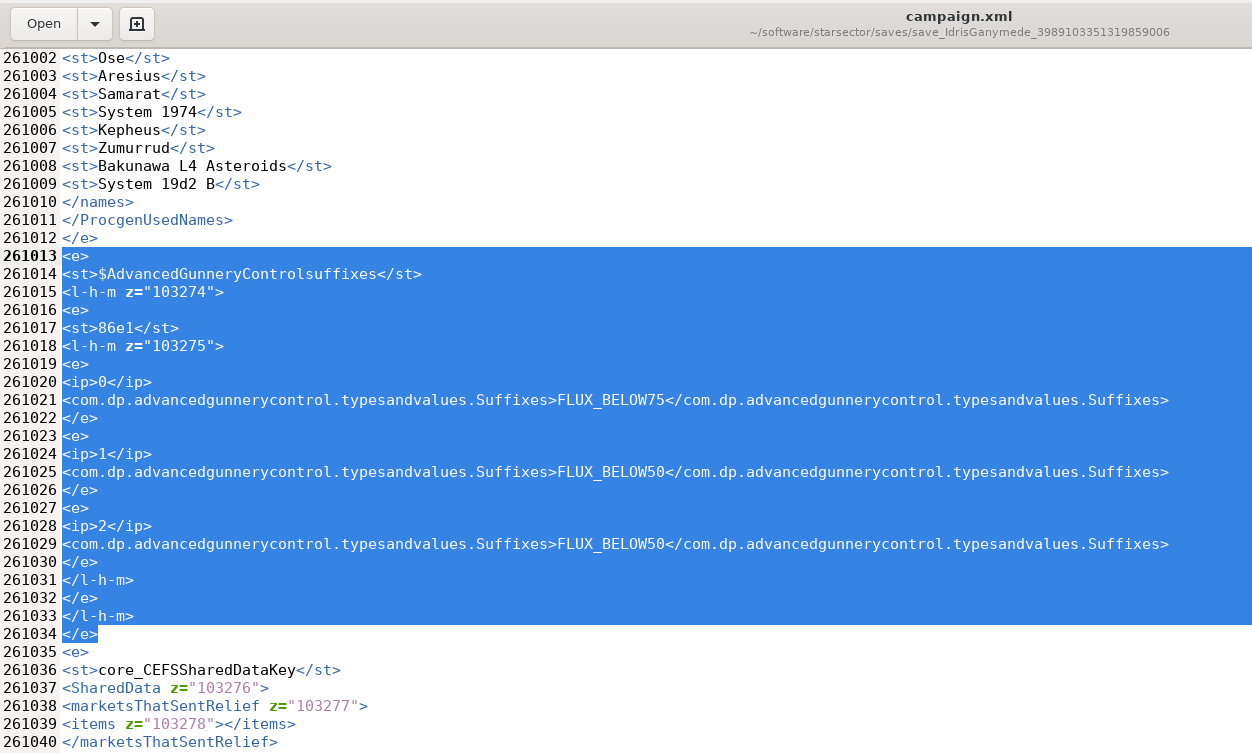 Open
campaign.xml
~/software/starsector/saves/save_IdrisGanymede_3989103351319859006
261002 <st>Ose</st>
261003 <st>Aresius</st>
261004 <st>Samarat</st>
261005 <st>System 1974</st>
261006 <st>Kepheus</st>
261007 <st>Zumurrud</st>
261008 <st>Bakunawa L4 Asteroids</st>
261009 <st>System 19d2 B</st>
261010 </names>
261011 </ProcgenUsedNames>
261012 </e>
261013 <e>
261014 <st>$AdvancedGunneryControlsuffixes</st>
261015 <l-h-m z="103274">
261016 <e>
261017 <st>86e1</st>
261018 <l-h-m z="103275">
261019 <e>
261020 <ip>0</ip>
261021 <com.dp.advancedgunnerycontrol.typesandvalues.Suffixes>FLUX_BELOW75</com.dp.advancedgunnerycontrol.typesandvalues.Suffixes>
261022 </e>
261023 <e>
261024 <ip>1</ip>
261025 <com.dp.advancedgunnerycontrol.typesandvalues.Suffixes>FLUX_BELOW50</com.dp.advancedgunnerycontrol.typesandvalues.Suffixes>
261026 </e>
261027 <e>
261028 <ip>2</ip>
261029 <com.dp.advancedgunnerycontrol.typesandvalues.Suffixes>FLUX_BELOW50</com.dp.advancedgunnerycontrol.typesandvalues.Suffixes>
261030 </e>
261031 </l-h-m>
261032 </e>
261033 </l-h-m>
261034 </e>
261035 <e>
261036 <st>core_CEFSSharedDataKey</st>
261037 <SharedData z="103276">
261038 <marketsThatSentRelief z="103277">
261039 <items z="103278"></items>
261040 </marketsThatSentRelief>